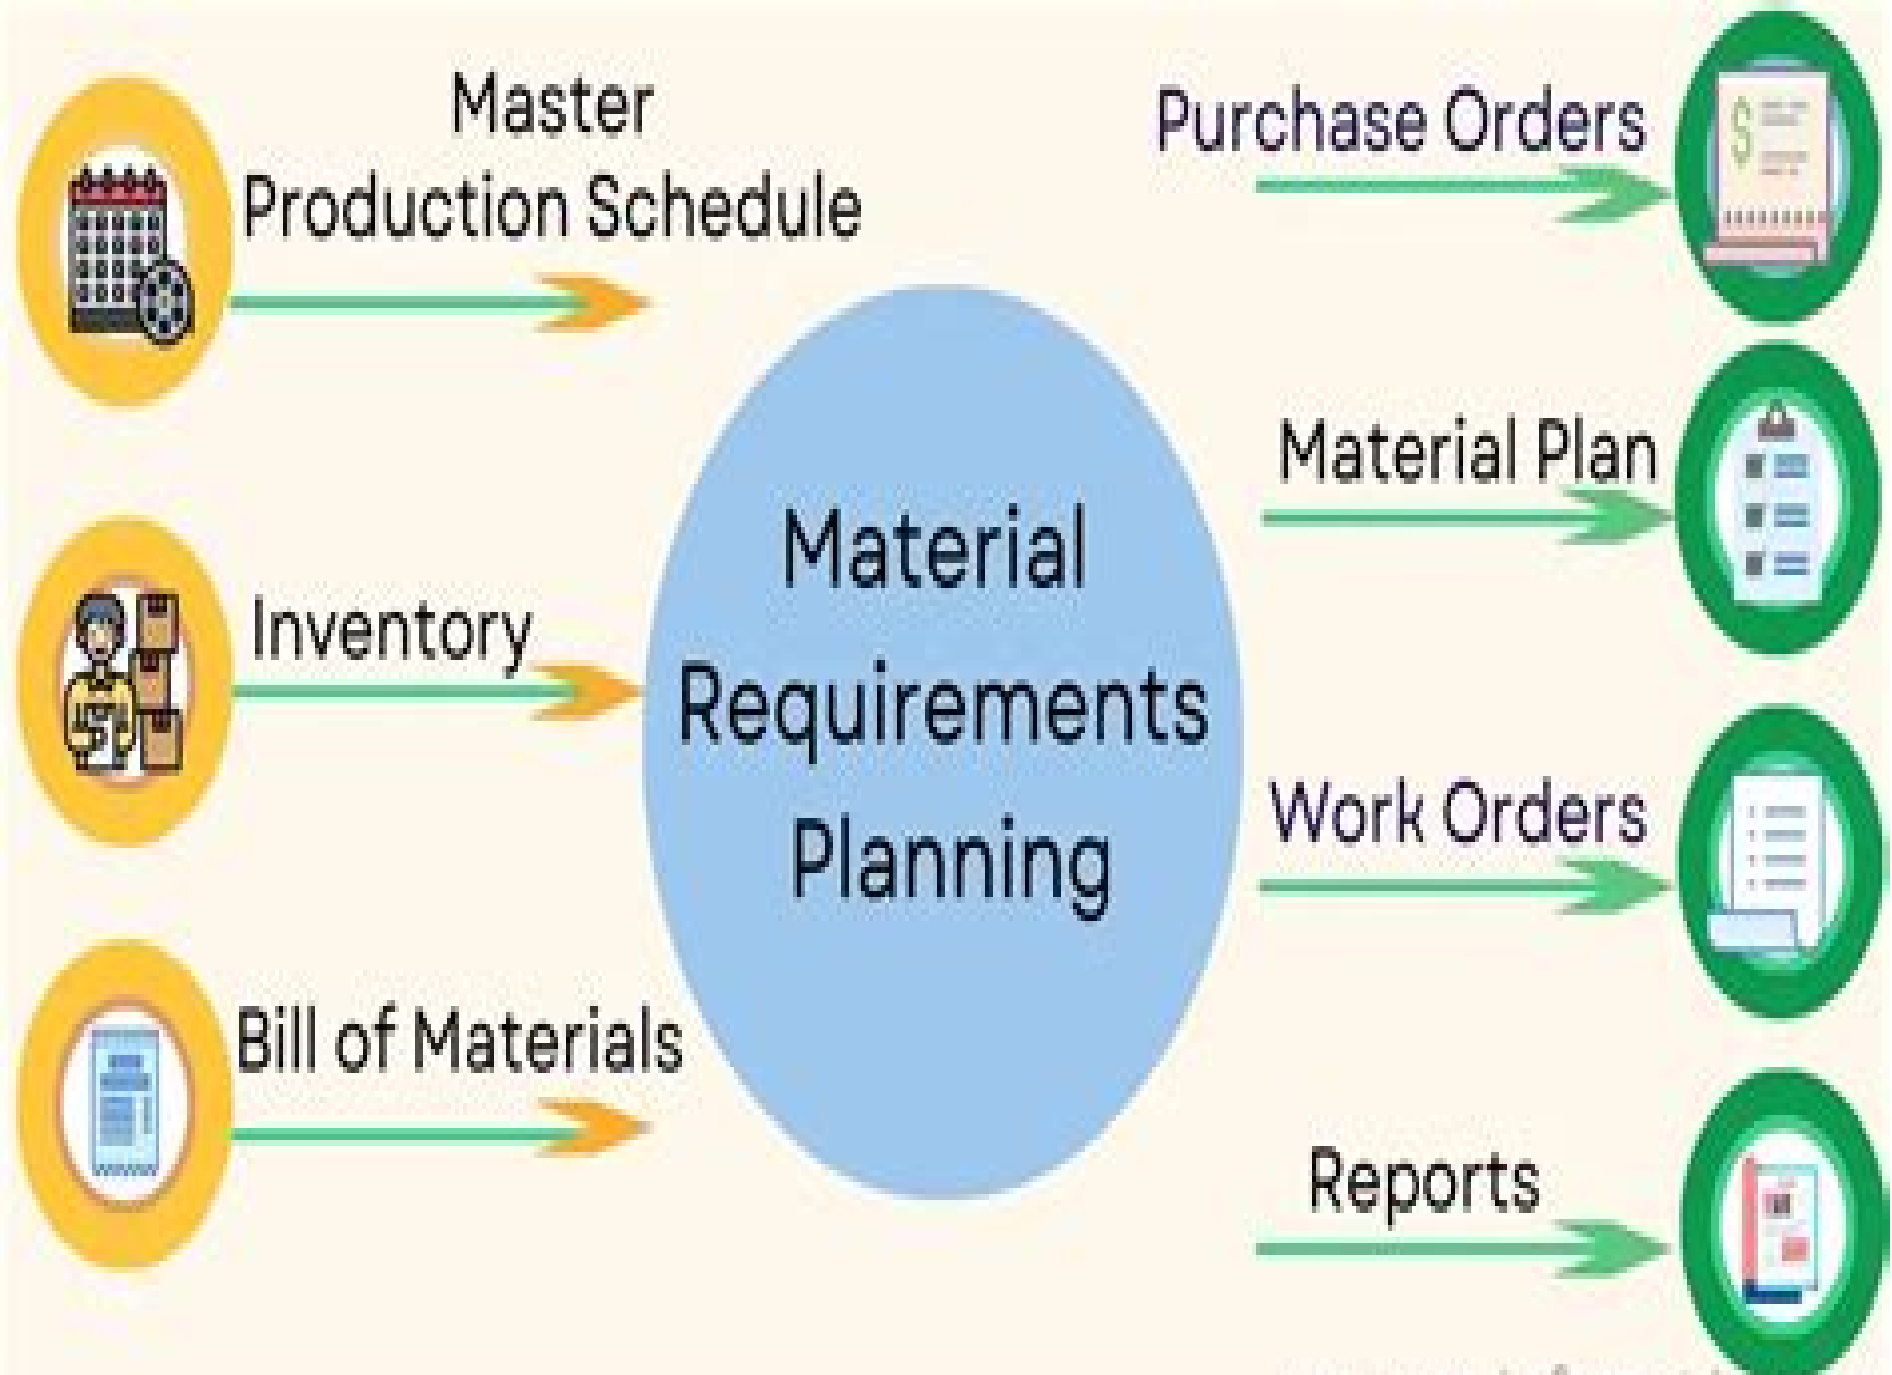 Master
Production Schedule
Inventory
Bill of Materials
Material
Requirements
Planning
Purchase Orders
$
Material Plan
Work Orders
Reports